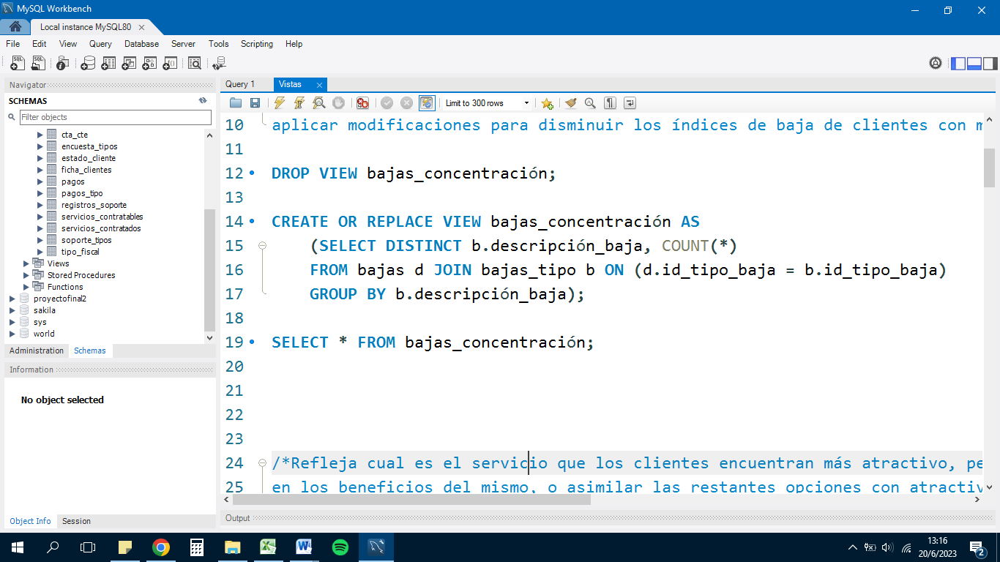 MySQL Workbench
Local instance MySQL80
File Edit View Query Database Server Tools Scripting Help
Navigator
SCHEMAS
Filter objects
cta_cte
encuesta_tipos
estado_cliente
ficha_clientes
pagos
pagos_tipo
registros_soporte
servicios_contratables
servicios_contratados
soporte_tipos
tipo_fiscal
Views
Stored Procedures
Functions
proyectofinal2
sakila
sys
world
Administration Schemas
Information
No object selected
Object Info Session
Query 1 Vistas
Limit to 300 rows
10 aplicar modificaciones para disminuir los índices de baja de clientes con m
11
12 DROP VIEW bajas_concentración;
13
14 CREATE OR REPLACE VIEW bajas_concentración AS
15 (SELECT DISTINCT b.descripción_baja, COUNT(*)
16 FROM bajas d JOIN bajas_tipo b ON (d.id_tipo_baja = b.id_tipo_baja)
17 GROUP BY b.descripción_baja);
18
19 SELECT * FROM bajas_concentración;
20
21
22
23
24 /*Refleja cual es el servicio que los clientes encuentran más atractivo, pe
25 en los beneficios del mismo, o asimilar las restantes opciones con atractiv
Output
13:16
20/6/2023
2